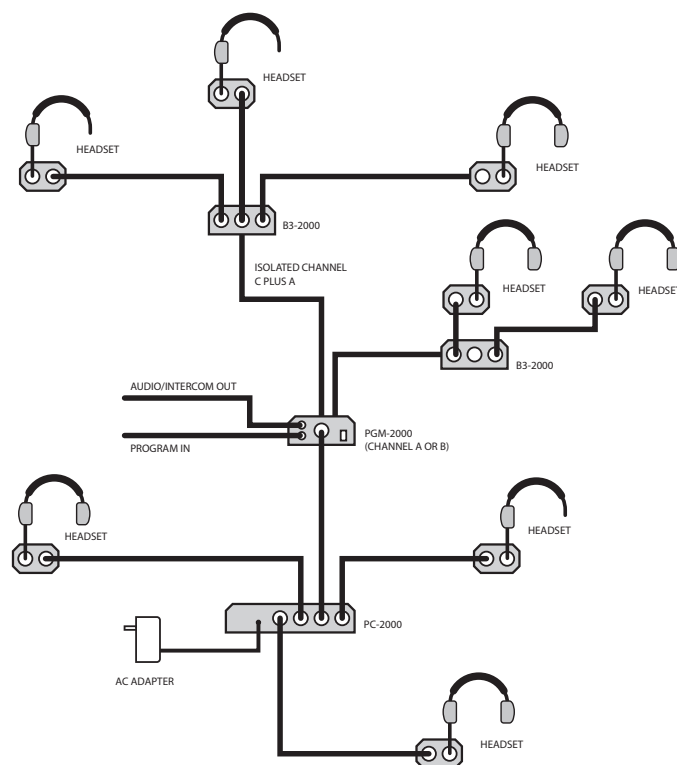 HEADSET
HEADSET
HEADSET
B3-2000
ISOLATED CHANNEL
C PLUS A
HEADSET
HEADSET
B3-2000
AUDIO/INTERCOM OUT
PROGRAM IN
PGM-2000
(CHANNEL A OR B)
HEADSET
HEADSET
PC-2000
AC ADAPTER
HEADSET